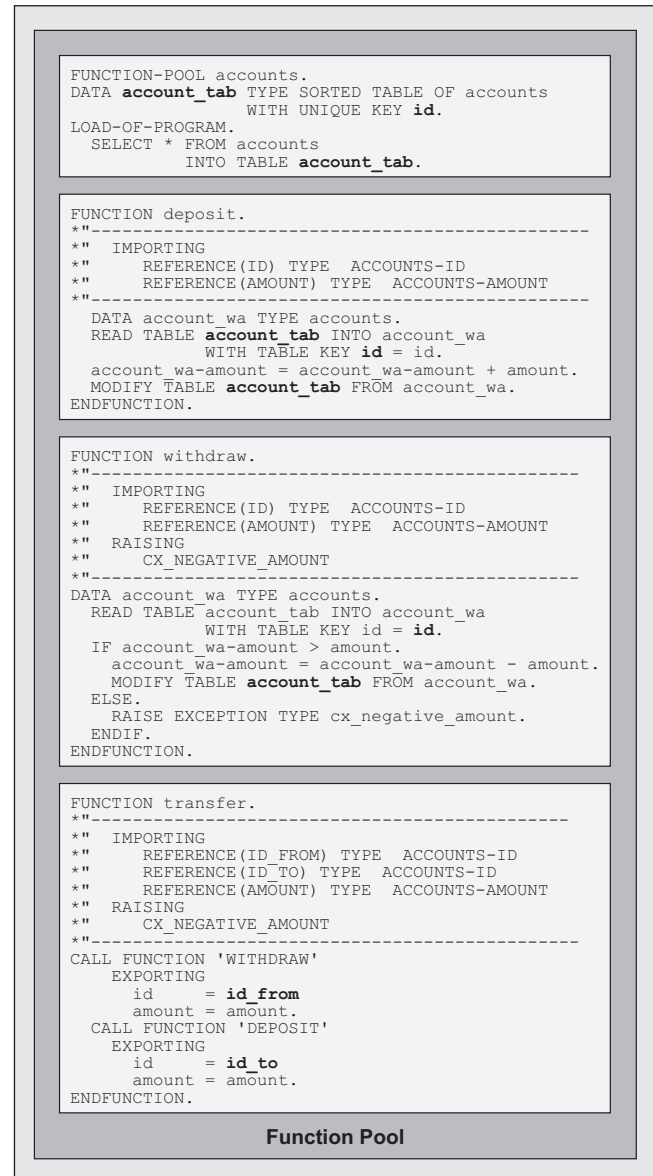 FUNCTION-POOL accounts.
DATA account_tab TYPE SORTED TABLE OF accounts
WITH UNIQUE KEY id.
LOAD-OF-PROGRAM.
SELECT * FROM accounts
INTO TABLE account_tab.
FUNCTION deposit.
*"------------------------------------------------
*" IMPORTING
*" REFERENCE(ID) TYPE ACCOUNTS-ID
*" REFERENCE(AMOUNT) TYPE ACCOUNTS-AMOUNT
*"------------------------------------------------
DATA account_wa TYPE accounts.
READ TABLE account_tab INTO account_wa
WITH TABLE KEY id = id.
account_wa-amount = account_wa-amount + amount.
MODIFY TABLE account_tab FROM account_wa.
ENDFUNCTION.
FUNCTION withdraw.
*"-----------------------------------------------
*" IMPORTING
*" REFERENCE(ID) TYPE ACCOUNTS-ID
*" REFERENCE(AMOUNT) TYPE ACCOUNTS-AMOUNT
*" RAISING
*" CX_NEGATIVE_AMOUNT
*"-----------------------------------------------
DATA account_wa TYPE accounts.
READ TABLE account_tab INTO account_wa
WITH TABLE KEY id = id.
IF account_wa-amount > amount.
account_wa-amount = account_wa-amount - amount.
MODIFY TABLE account_tab FROM account_wa.
ELSE.
RAISE EXCEPTION TYPE cx_negative_amount.
ENDIF.
ENDFUNCTION.
FUNCTION transfer.
*"----------------------------------------------
*" IMPORTING
*" REFERENCE(ID_FROM) TYPE ACCOUNTS-ID
*" REFERENCE(ID_TO) TYPE ACCOUNTS-ID
*" REFERENCE(AMOUNT) TYPE ACCOUNTS-AMOUNT
*" RAISING
*" CX_NEGATIVE_AMOUNT
*"-----------------------------------------------
CALL FUNCTION 'WITHDRAW'
EXPORTING
id = id_from
amount = amount.
CALL FUNCTION 'DEPOSIT'
EXPORTING
id = id_to
amount = amount.
ENDFUNCTION.
Function Pool